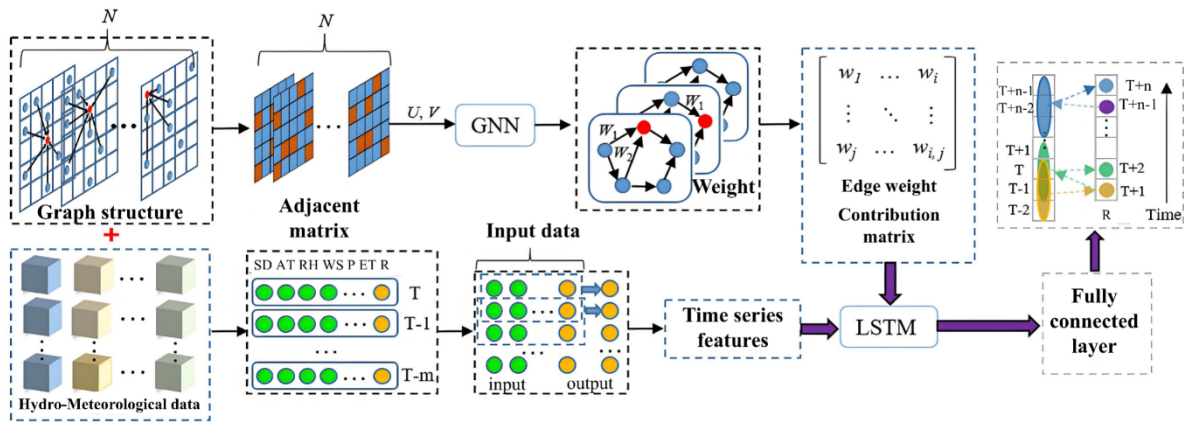 N
Graph structure
+
Hydro-Meteorological data
N
Adjacent
matrix
U, V
GNN
W₁
W₁
W₂
Weight
w₁ … wᵢ
⋮ ⋱ ⋮
wⱼ … wᵢ,ⱼ
Edge weight
Contribution
matrix
SD AT RH WS P ET R
… T
… T-1
...
… T-m
Input data
...
...
input output
Time series
features
LSTM
Fully
connected
layer
T+n-1
T+n-2
T+1
T
T-1
T-2
T+n
T+n-1
⋮
T+2
T+1
R
Time